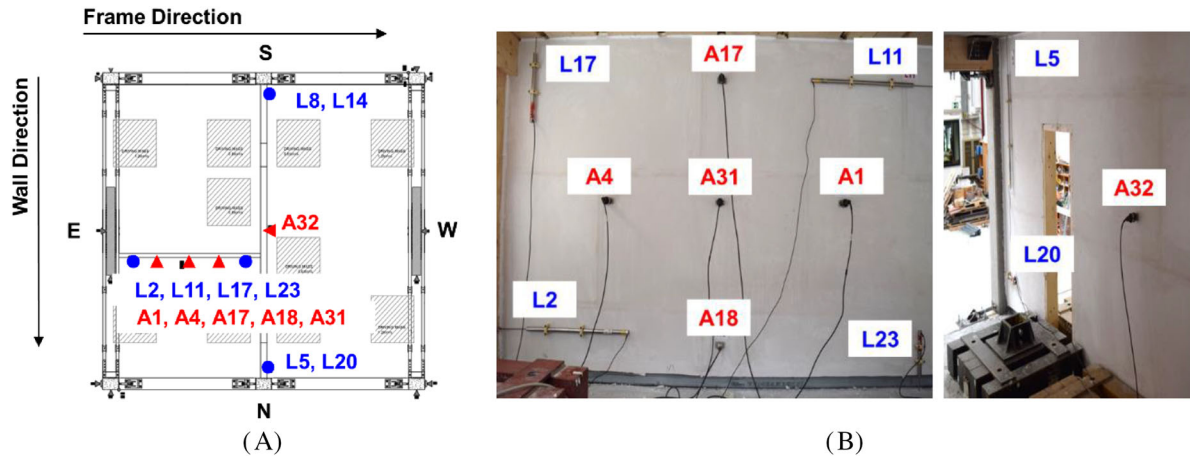 Frame Direction
S
Wall Direction
L8, L14
A32
E
W
L2, L11, L17, L23
A1, A4, A17, A18, A31
L5, L20
N
(A)
L17
A17
L11
A4
A31
A1
L2
A18
L23
L5
A32
L20
(B)